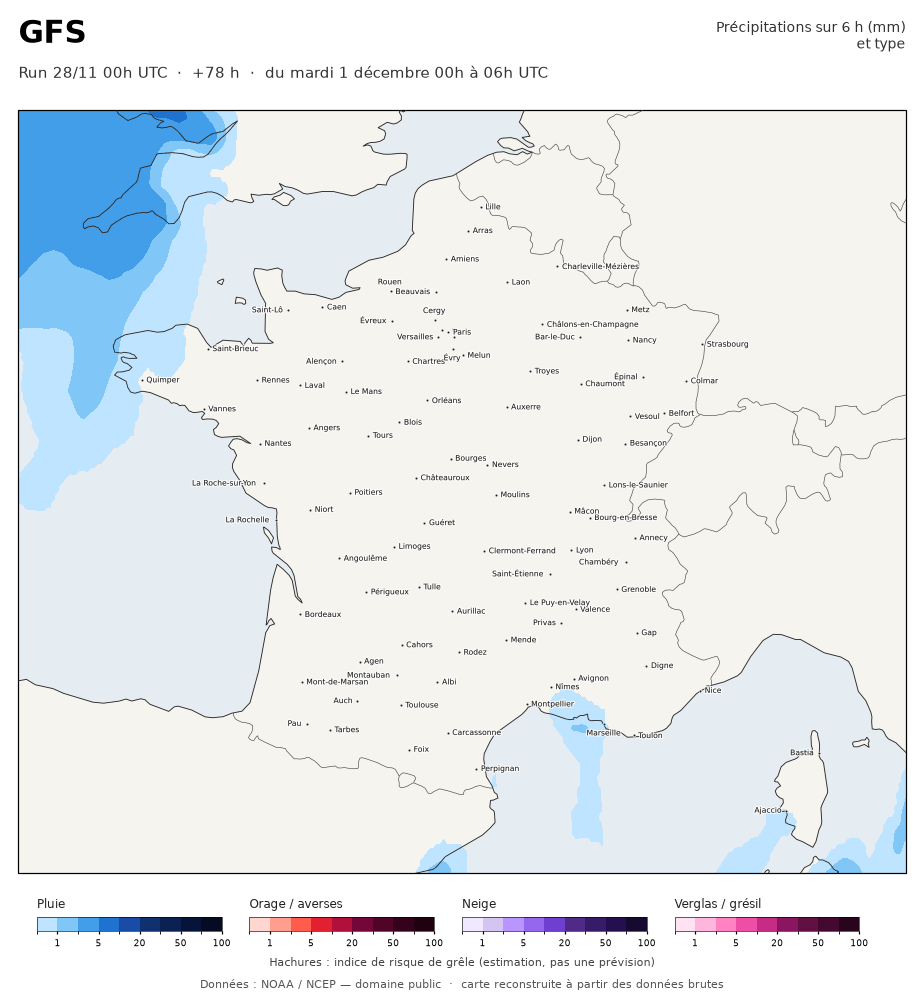 GFS
Précipitations sur 6 h (mm)
et type
Run 28/11 00h UTC · +78 h · du mardi 1 décembre 00h à 06h UTC
Lille
Arras
Amiens
Charleville-Mézières
Rouen
Beauvais
Laon
Saint-Lô
Caen
Cergy
Metz
Évreux
Châlons-en-Champagne
Paris
Versailles
Bar-le-Duc
Nancy
Strasbourg
Saint-Brieuc
Évry
Melun
Alençon
Chartres
Troyes
Épinal
Quimper
Rennes
Laval
Chaumont
Colmar
Le Mans
Orléans
Auxerre
Vannes
Vesoul
Belfort
Blois
Angers
Tours
Dijon
Nantes
Besançon
Bourges
Nevers
Châteauroux
La Roche-sur-Yon
Lons-le-Saunier
Poitiers
Moulins
Niort
Mâcon
Bourg-en-Bresse
La Rochelle
Guéret
Annecy
Limoges
Clermont-Ferrand
Lyon
Angoulême
Chambéry
Saint-Étienne
Tulle
Périgueux
Grenoble
Le Puy-en-Velay
Valence
Bordeaux
Aurillac
Privas
Gap
Mende
Cahors
Rodez
Agen
Digne
Montauban
Mont-de-Marsan
Albi
Avignon
Nîmes
Nice
Auch
Toulouse
Montpellier
Pau
Tarbes
Carcassonne
Marseille
Toulon
Foix
Bastia
Perpignan
Ajaccio
Pluie
1 5 20 50 100
Orage / averses
1 5 20 50 100
Neige
1 5 20 50 100
Verglas / grésil
1 5 20 50 100
Hachures : indice de risque de grêle (estimation, pas une prévision)
Données : NOAA / NCEP — domaine public · carte reconstruite à partir des données brutes